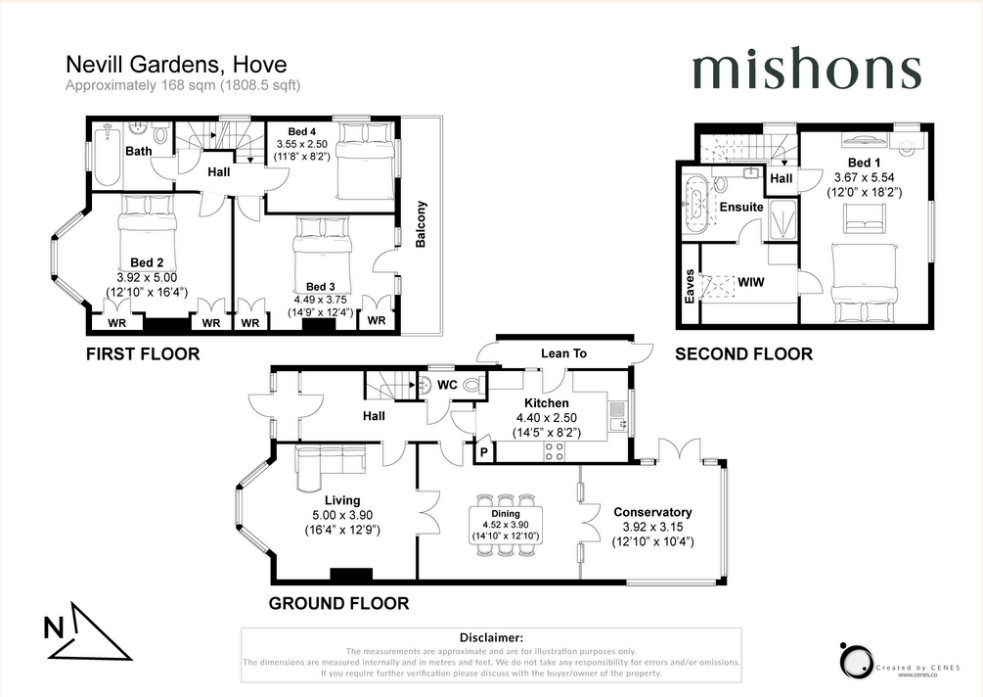 Nevill Gardens, Hove
Approximately 168 sqm (1808.5 sqft)
mishons
Bath
Hall
Bed 4
3.55 x 2.50
(11'8" x 8'2")
Balcony
Bed 2
3.92 x 5.00
(12'10" x 16'4")
Bed 3
4.49 x 3.75
(14'9" x 12'4")
WR
WR
WR
WR
FIRST FLOOR
Bed 1
3.67 x 5.54
(12'0" x 18'2")
Hall
Ensuite
Eaves
WIW
SECOND FLOOR
Lean To
WC
Hall
Kitchen
4.40 x 2.50
(14'5" x 8'2")
P
Living
5.00 x 3.90
(16'4" x 12'9")
Dining
4.52 x 3.90
(14'10" x 12'10")
Conservatory
3.92 x 3.15
(12'10" x 10'4")
GROUND FLOOR
N
Disclaimer:
The measurements are approximate and are for illustration purposes only.
The dimensions are measured internally and in metres and feet. We do not take any responsibility for errors and/or omissions.
If you require further verification please discuss with the buyer/owner of the property.
Created by CENES
www.cenes.co